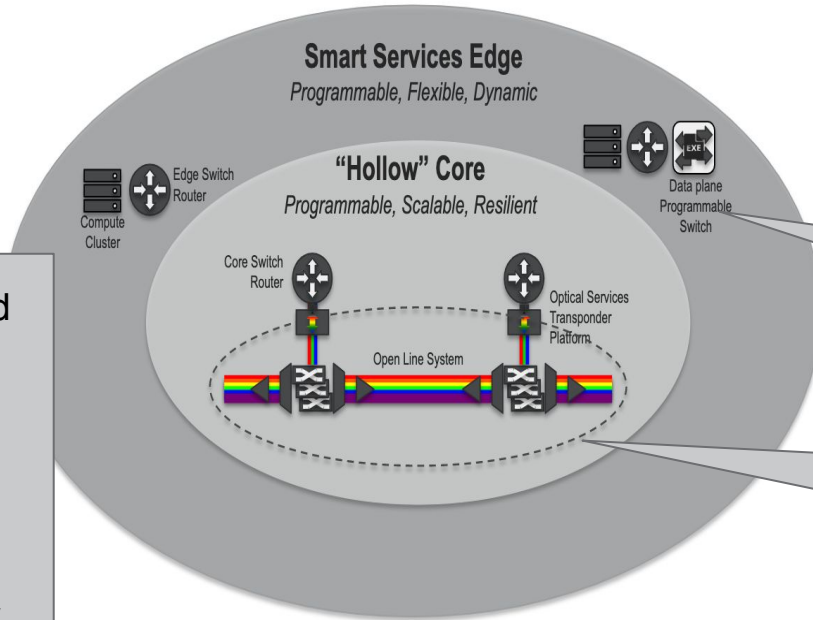 Smart Services Edge
Programmable, Flexible, Dynamic
Edge Switch
Router
Compute
Cluster
EXE
Data plane
Programmable
Switch
“Hollow” Core
Programmable, Scalable, Resilient
Core Switch
Router
Optical Services
Transponder
Platform
Open Line System